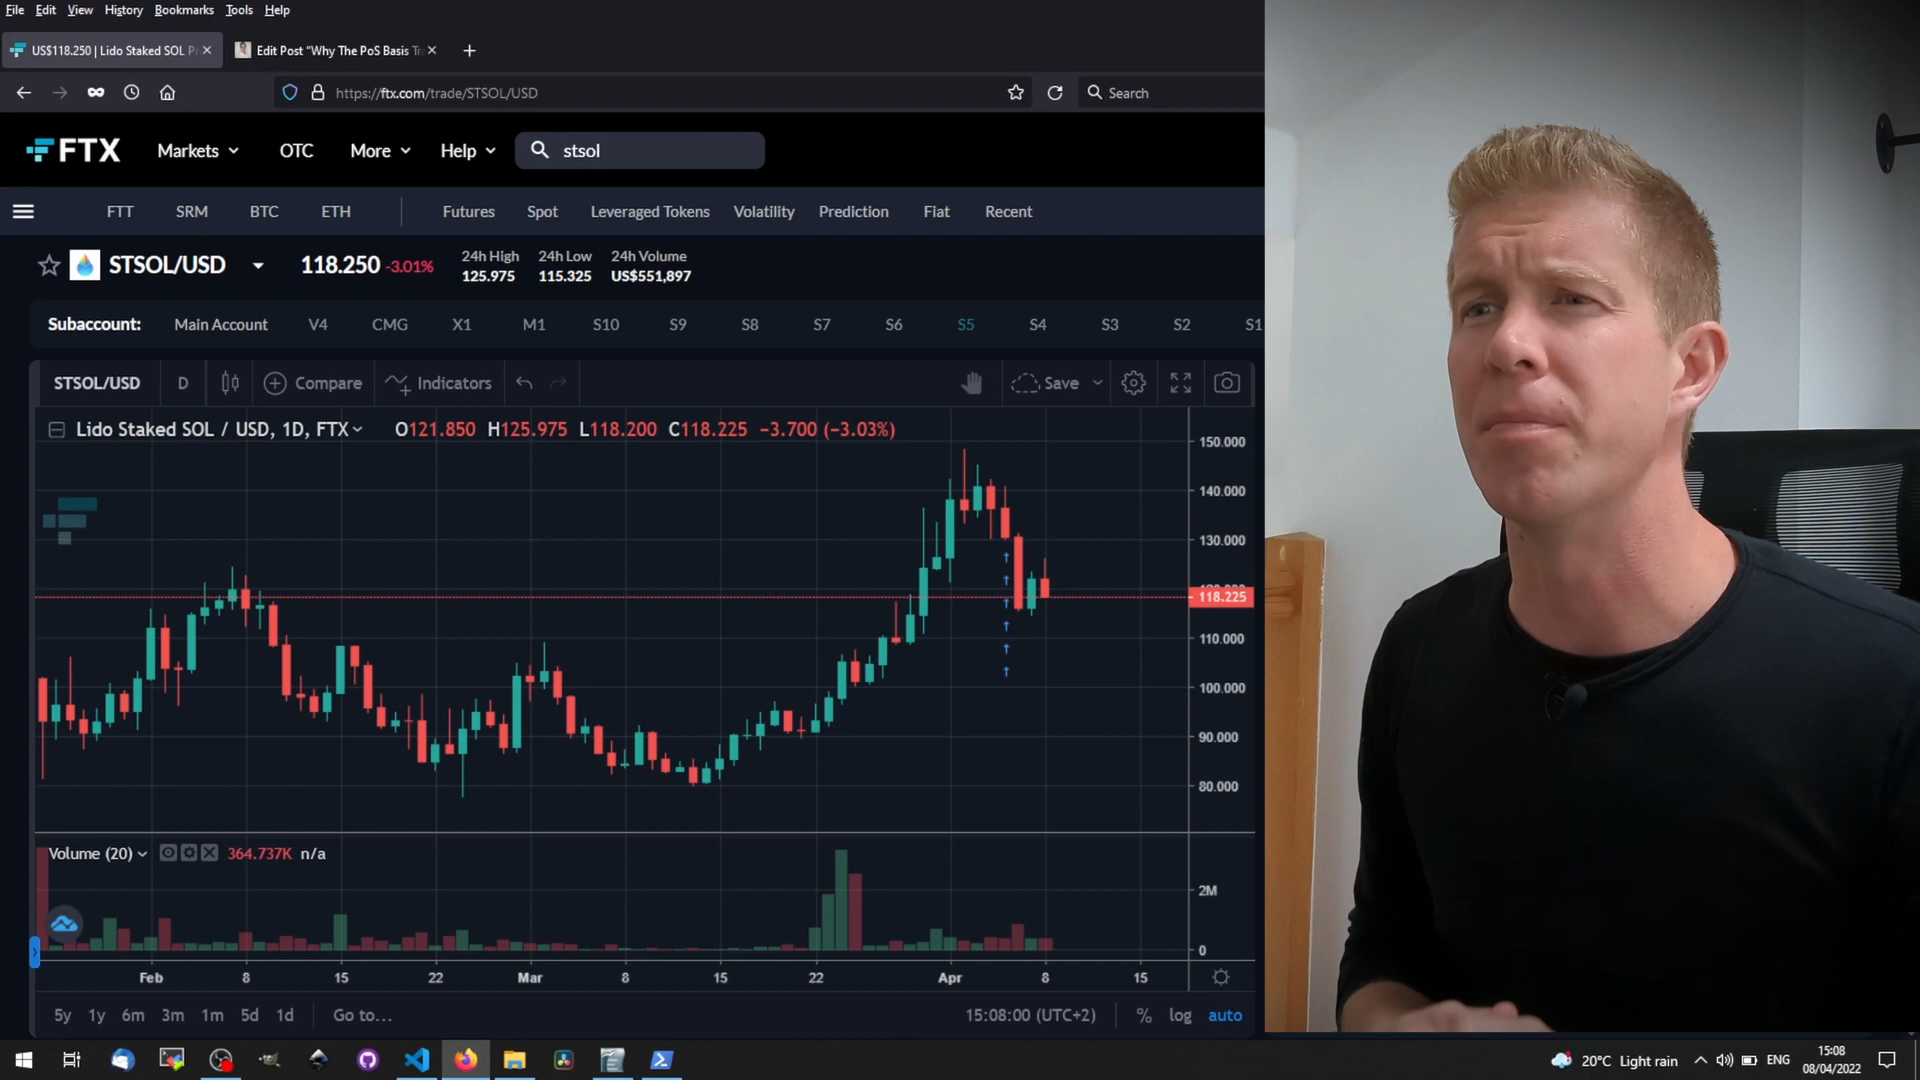 File Edit View History Bookmarks Tools Help
US$118.250 | Lido Staked SOL P
Edit Post "Why The PoS Basis Tra
https://ftx.com/trade/STSOL/USD
Search
FTX
Markets
OTC
More
Help
stsol
FTT SRM BTC ETH Futures Spot Leveraged Tokens Volatility Prediction Fiat Recent
STSOL/USD 118.250 -3.01%
24h High 24h Low 24h Volume
125.975 115.325 US$551,897
Subaccount: Main Account V4 CMG X1 M1 S10 S9 S8 S7 S6 S5 S4 S3 S2 S1
STSOL/USD D Compare Indicators Save
Lido Staked SOL / USD, 1D, FTX O121.850 H125.975 L118.200 C118.225 −3.700 (−3.03%)
150.000
140.000
130.000
120.000
118.225
110.000
100.000
90.000
80.000
Volume (20) 364.737K n/a
2M
0
Feb 8 15 22 Mar 8 15 22 Apr 8 15
5y 1y 6m 3m 1m 5d 1d Go to... 15:08:00 (UTC+2) % log auto
20°C Light rain ENG
15:08
08/04/2022